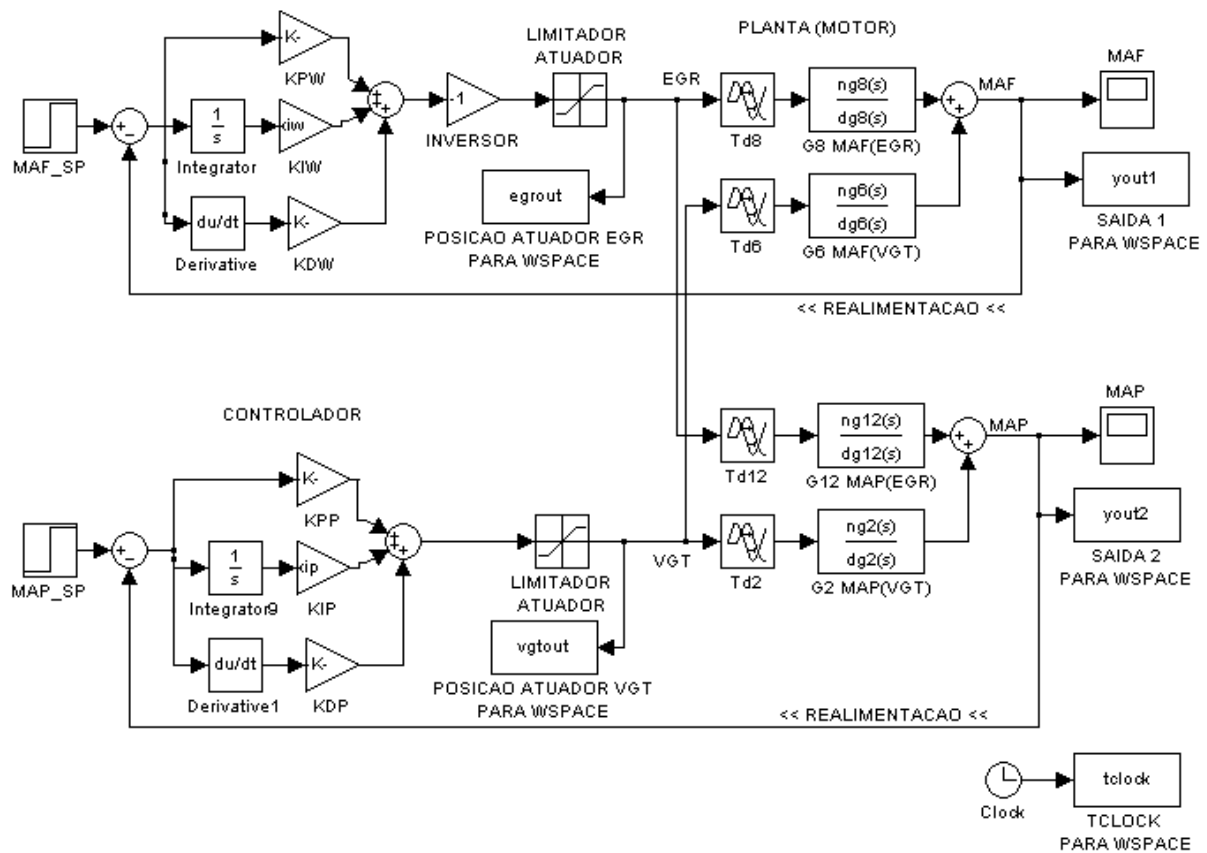 PLANTA (MOTOR)
LIMITADOR
ATUADOR
MAF
K-
KPW
EGR
ng8(s)
dg8(s)
MAF
-1
INVERSOR
Td8
G8 MAF(EGR)
MAF_SP
1
s
Integrator
kiw
KIW
egrout
POSICAO ATUADOR EGR
PARA WSPACE
ng6(s)
dg6(s)
Td6
G6 MAF(VGT)
yout1
SAIDA 1
PARA WSPACE
du/dt
Derivative
K-
KDW
<< REALIMENTACAO <<
CONTROLADOR
MAP
K-
KPP
ng12(s)
dg12(s)
MAP
Td12
G12 MAP(EGR)
MAP_SP
1
s
Integrator9
kip
KIP
LIMITADOR
ATUADOR
VGT
ng2(s)
dg2(s)
Td2
G2 MAP(VGT)
yout2
SAIDA 2
PARA WSPACE
du/dt
Derivative1
K-
KDP
vgtout
POSICAO ATUADOR VGT
PARA WSPACE
<< REALIMENTACAO <<
Clock
tclock
TCLOCK
PARA WSPACE